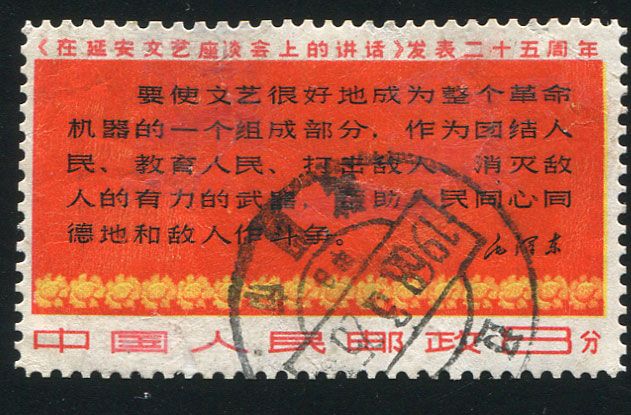 《在延安文艺座谈会上的讲话》发表二十五周年
要使文艺很好地成为整个革命
机器的一个组成部分，作为团结人
民、教育人民、打击敌人、消灭敌
人的有力的武器，帮助人民同心同
德地和敌人作斗争。
毛泽东
中国人民邮政 8分
1968